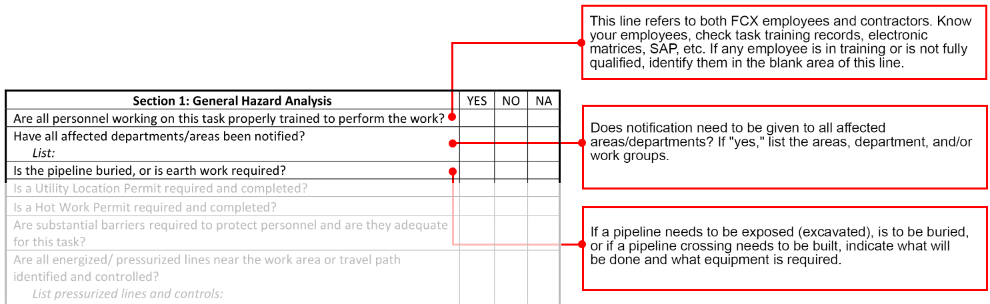 This line refers to both FCX employees and contractors. Know
your employees, check task training records, electronic
matrices, SAP, etc. If any employee is in training or is not fully
qualified, identify them in the blank area of this line.
Section 1: General Hazard Analysis YES NO NA
Are all personnel working on this task properly trained to perform the work?
Have all affected departments/areas been notified?
List:
Is the pipeline buried, or is earth work required?
Is a Utility Location Permit required and completed?
Is a Hot Work Permit required and completed?
Are substantial barriers required to protect personnel and are they adequate
for this task?
Are all energized/ pressurized lines near the work area or travel path
identified and controlled?
List pressurized lines and controls:
Does notification need to be given to all affected
areas/departments? If "yes," list the areas, department, and/or
work groups.
If a pipeline needs to be exposed (excavated), is to be buried,
or if a pipeline crossing needs to be built, indicate what will
be done and what equipment is required.